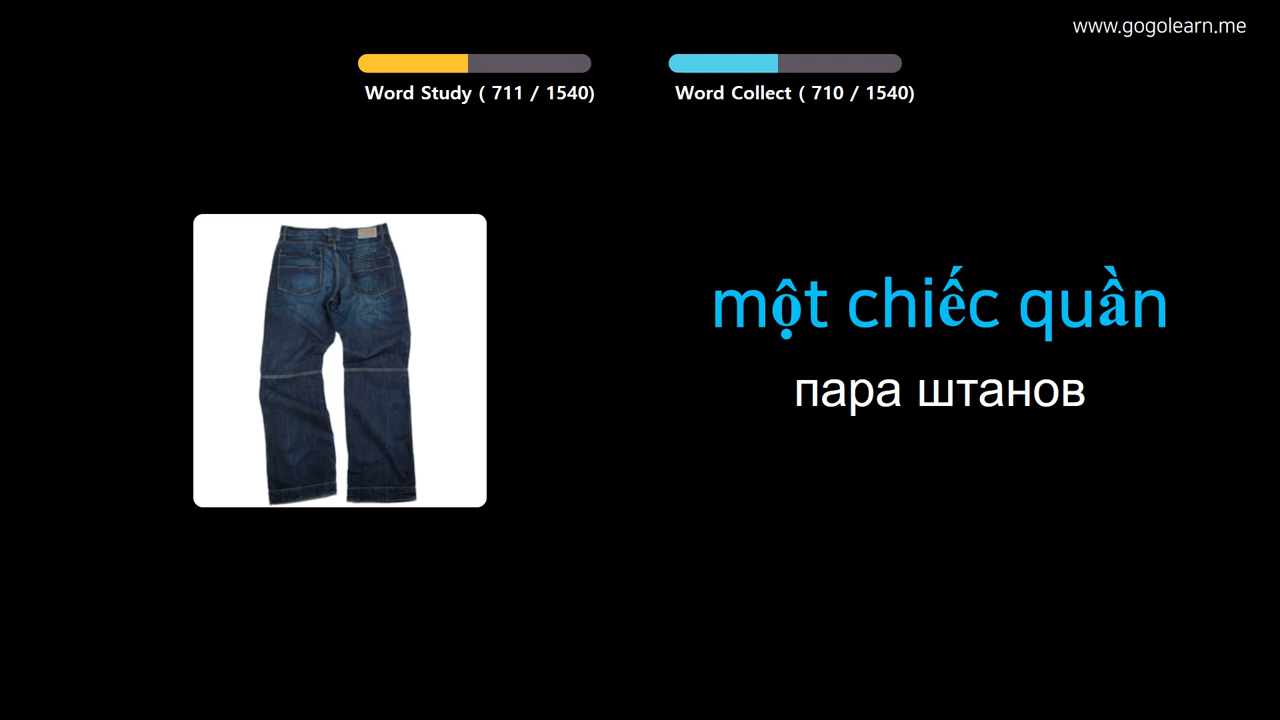 www.gogolearn.me
Word Study ( 711 / 1540)
Word Collect ( 710 / 1540)
một chiếc quần
пара штанов